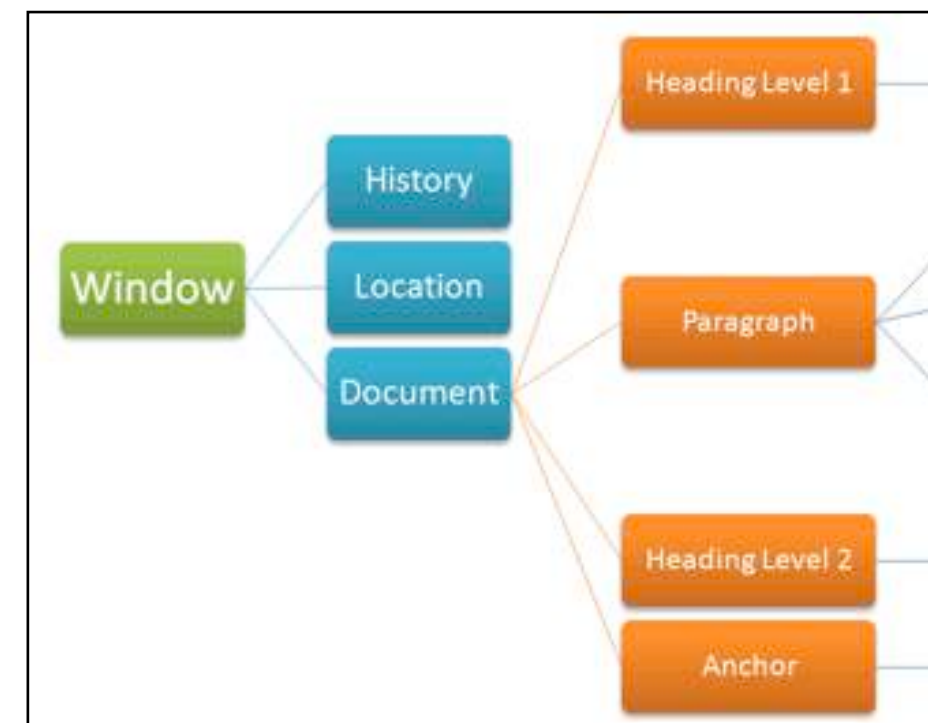 Window
History
Location
Document
Heading Level 1
Paragraph
Heading Level 2
Anchor